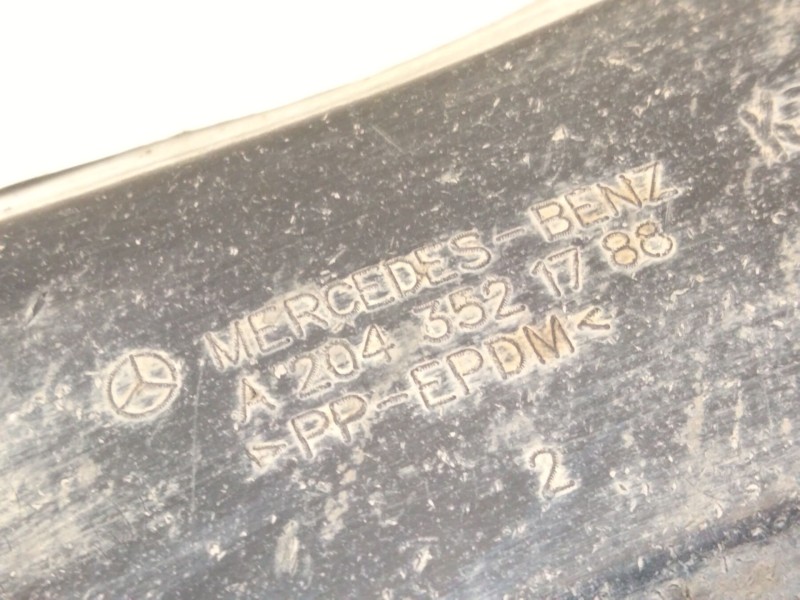 MERCEDES-BENZ
A 204 352 17 88
>PP-EPDM<
2